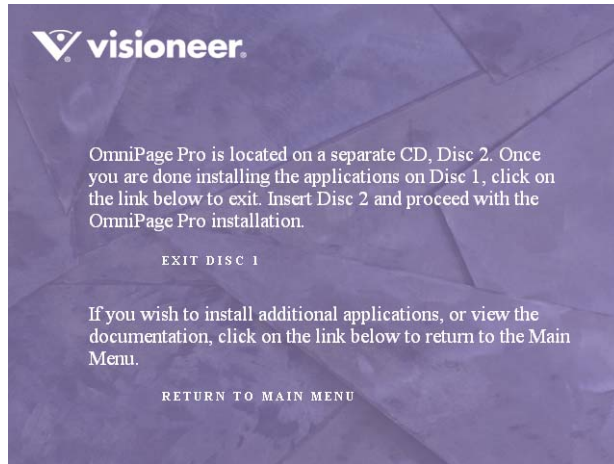 visioneer®
OmniPage Pro is located on a separate CD, Disc 2. Once
you are done installing the applications on Disc 1, click on
the link below to exit. Insert Disc 2 and proceed with the
OmniPage Pro installation.
EXIT DISC 1
If you wish to install additional applications, or view the
documentation, click on the link below to return to the Main
Menu.
RETURN TO MAIN MENU